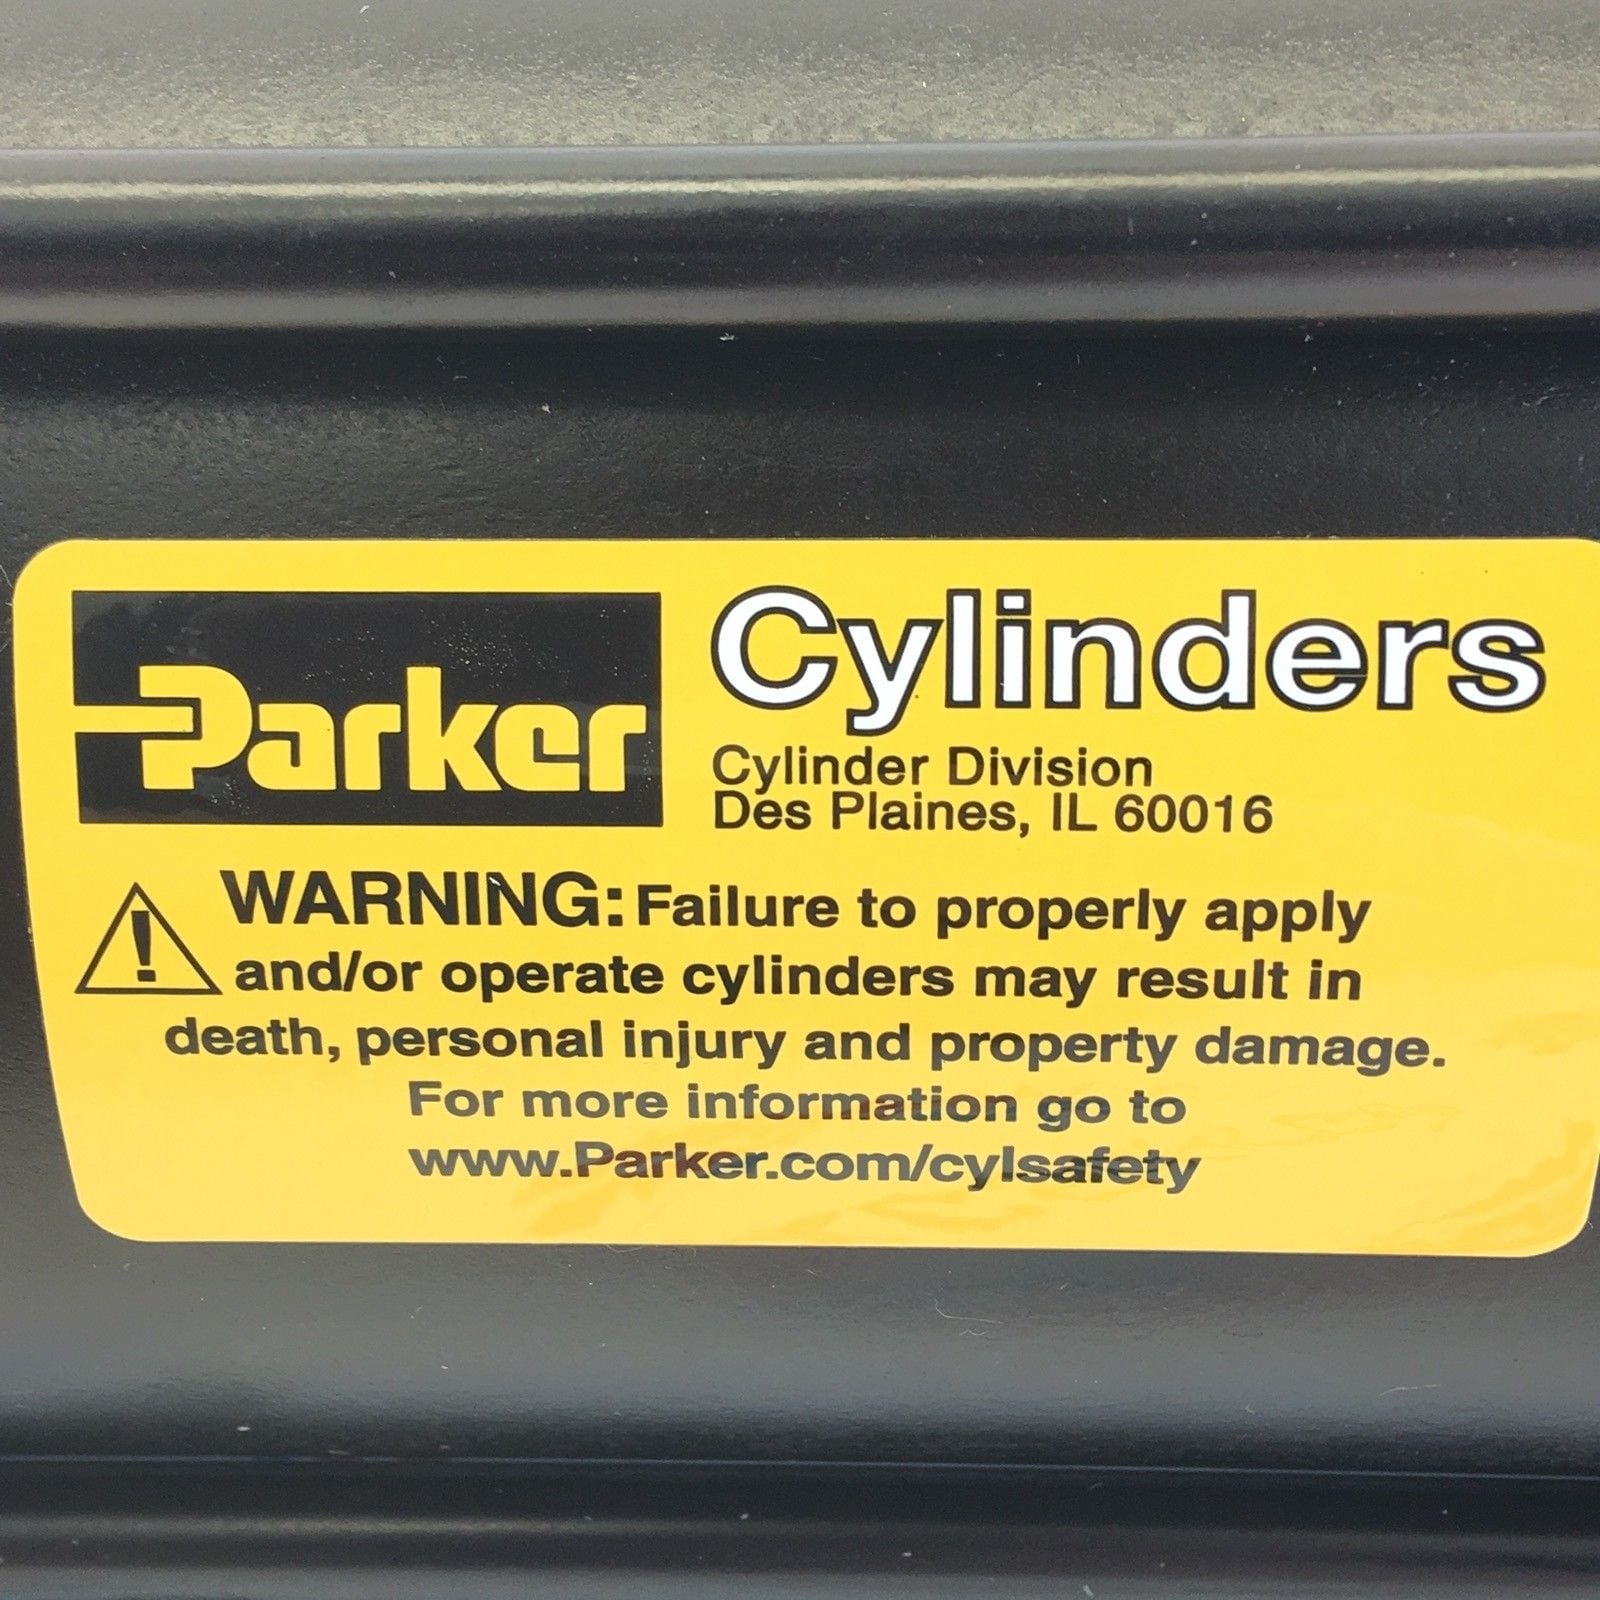 Parker
Cylinders
Cylinder Division
Des Plaines, IL 60016
WARNING: Failure to properly apply
and/or operate cylinders may result in
death, personal injury and property damage.
For more information go to
www.Parker.com/cylsafety